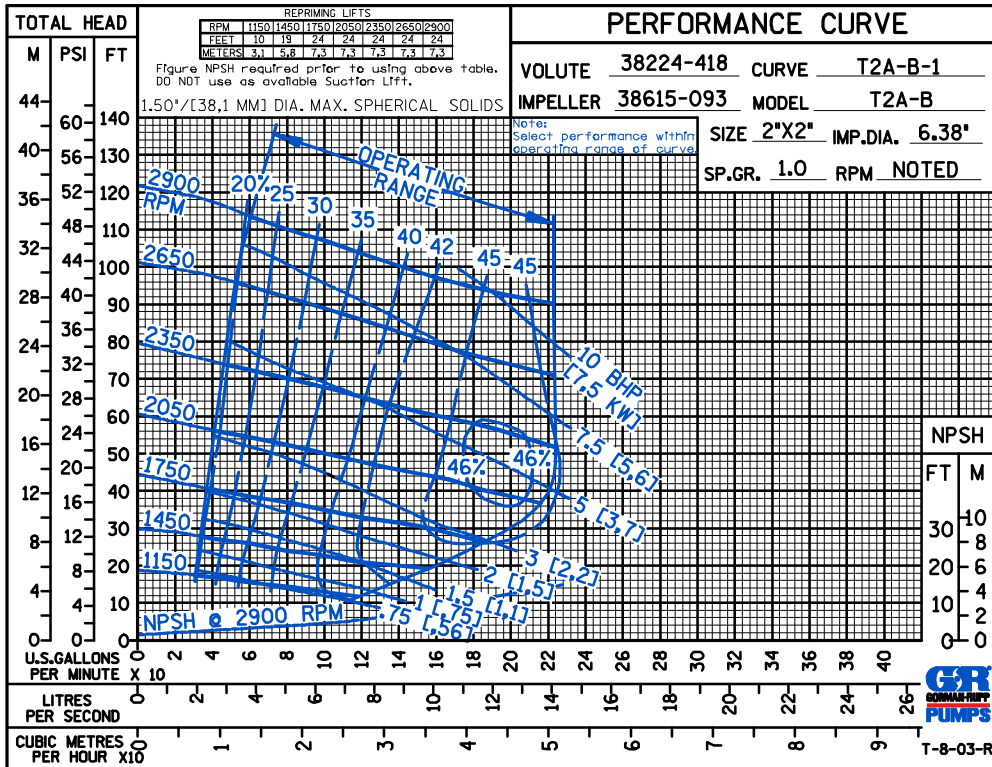 TOTAL HEAD
M PSI FT
REPRIMING LIFTS
RPM 1150 1450 1750 2050 2350 2650 2900
FEET 10 19 24 24 24 24 24
METERS 3,1 5,8 7,3 7,3 7,3 7,3 7,3
Figure NPSH required prior to using above table.
DO NOT use as available Suction Lift.
1.50"/[38,1 MM] DIA. MAX. SPHERICAL SOLIDS
PERFORMANCE CURVE
VOLUTE 38224-418 CURVE T2A-B-1
IMPELLER 38615-093 MODEL T2A-B
Note:
Select performance within
operating range of curve.
SIZE 2"X2" IMP.DIA. 6.38"
SP.GR. 1.0 RPM NOTED
44
40
36
32
28
24
20
16
12
8
4
0
60
56
52
48
44
40
36
32
28
24
20
16
12
8
4
0
140
130
120
110
100
90
80
70
60
50
40
30
20
10
0
OPERATING
RANGE
2900
RPM
20% 25 30 35 40 42 45 45
2650
2350
2050
1750
1450
1150
46% 46%
10 BHP
[7,5 KW]
7.5 [5,6]
5 [3,7]
3 [2,2]
2 [1,5]
1.5 [1,1]
1 [,75]
.75 [,56]
NPSH @ 2900 RPM
NPSH
FT M
30
20
10
0
10
8
6
4
2
0
U.S.GALLONS
PER MINUTE X 10
0 2 4 6 8 10 12 14 16 18 20 22 24 26 28 30 32 34 36 38 40
LITRES
PER SECOND
0 2 4 6 8 10 12 14 16 18 20 22 24 26
CUBIC METRES
PER HOUR X10
0 1 2 3 4 5 6 7 8 9
GR
GORMAN-RUPP
PUMPS
T-8-03-R